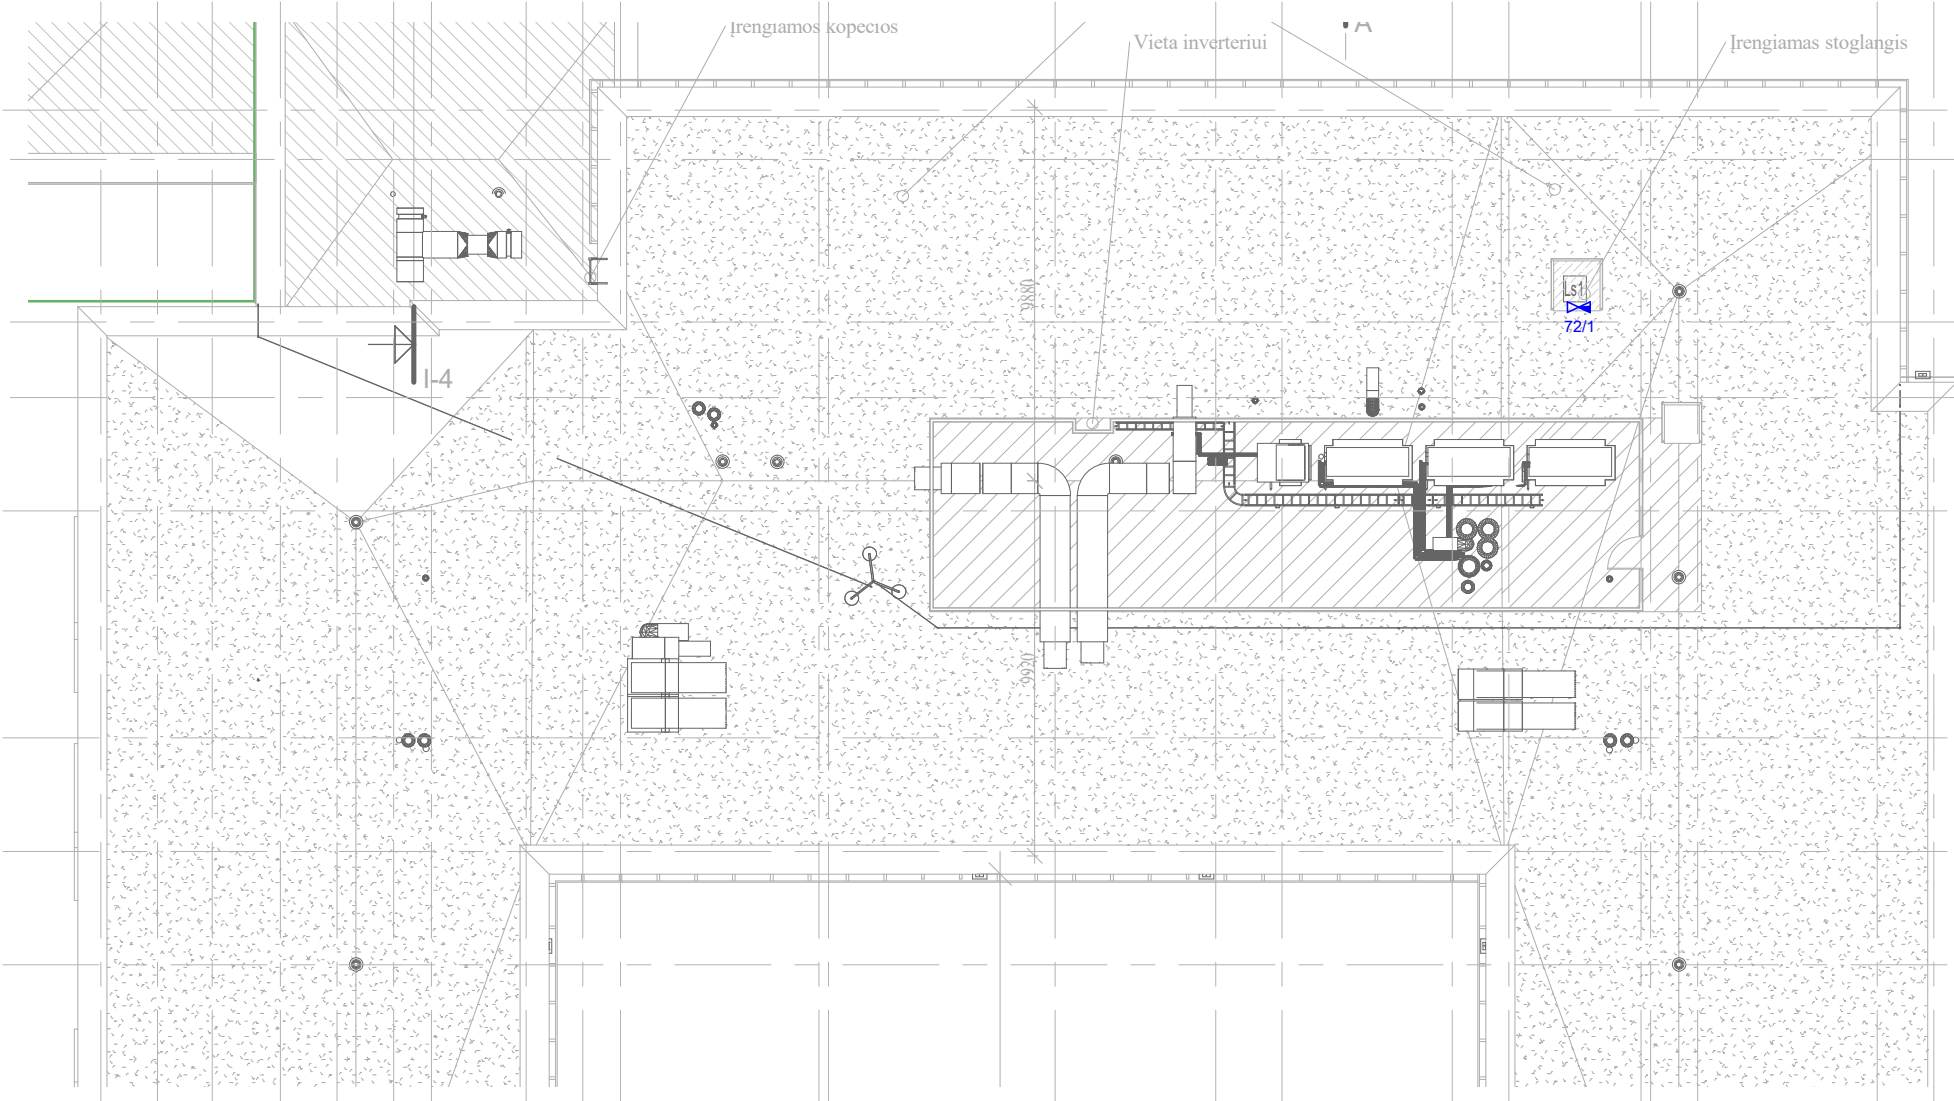 Įrengiamos kopėčios
Vieta inverteriui
A
Įrengiamas stoglangis
9880
Ls1
72/1
I-4
9920